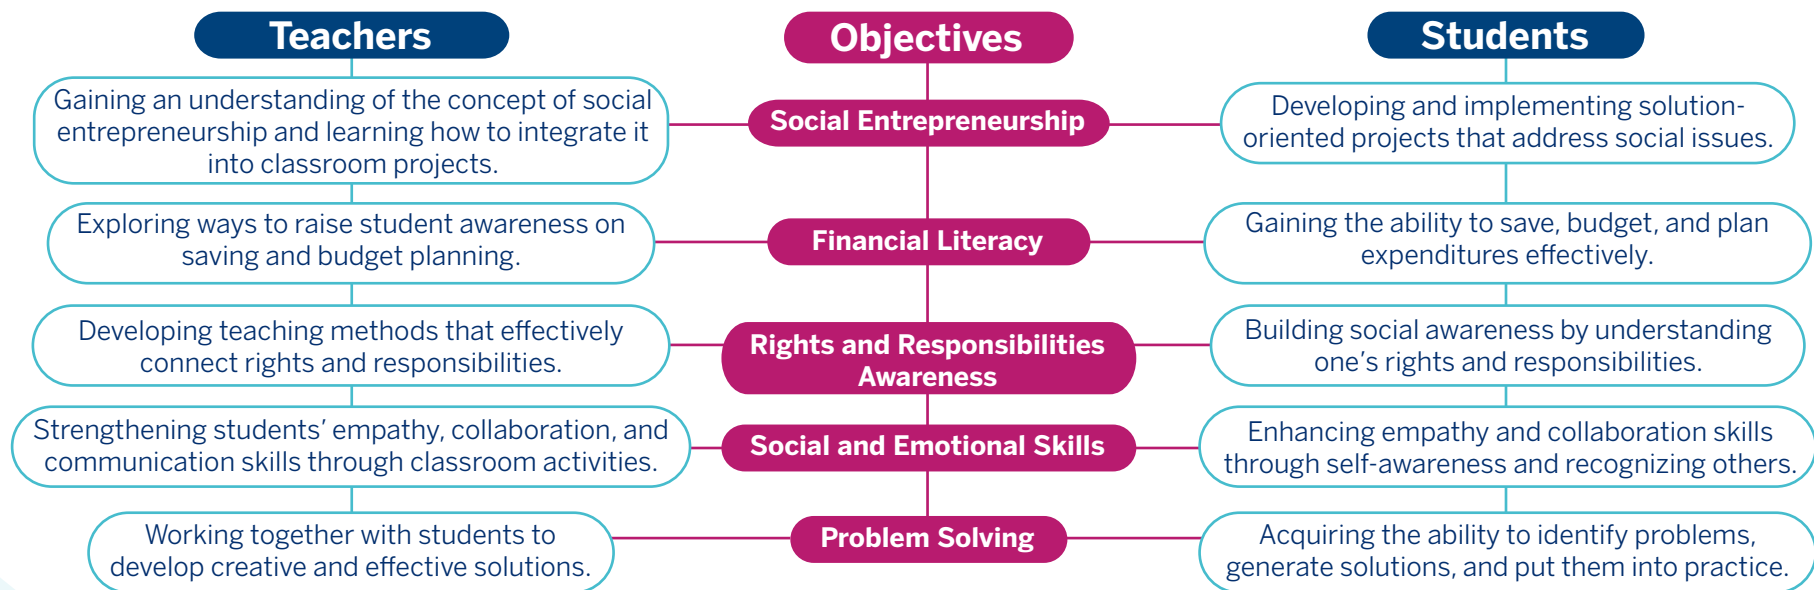 Teachers
Objectives
Students
Gaining an understanding of the concept of social
entrepreneurship and learning how to integrate it
into classroom projects.
Social Entrepreneurship
Developing and implementing solution-
oriented projects that address social issues.
Exploring ways to raise student awareness on
saving and budget planning.
Financial Literacy
Gaining the ability to save, budget, and plan
expenditures effectively.
Developing teaching methods that effectively
connect rights and responsibilities.
Rights and Responsibilities
Awareness
Building social awareness by understanding
one’s rights and responsibilities.
Strengthening students’ empathy, collaboration, and
communication skills through classroom activities.
Social and Emotional Skills
Enhancing empathy and collaboration skills
through self-awareness and recognizing others.
Working together with students to
develop creative and effective solutions.
Problem Solving
Acquiring the ability to identify problems,
generate solutions, and put them into practice.